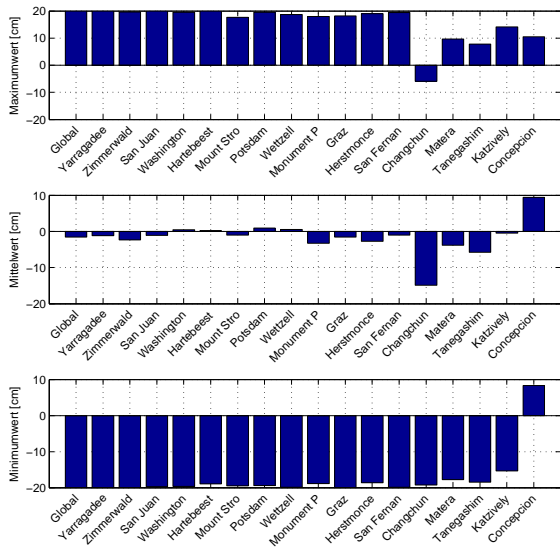 Maximumwert [cm]
20
10
0
−10
−20
Global
Yarragadee
Zimmerwald
San Juan
Washington
Hartebeest
Mount Stro
Potsdam
Wettzell
Monument P
Graz
Herstmonce
San Fernan
Changchun
Matera
Tanegashim
Katzively
Concepcion
Mittelwert [cm]
10
0
−10
−20
Global
Yarragadee
Zimmerwald
San Juan
Washington
Hartebeest
Mount Stro
Potsdam
Wettzell
Monument P
Graz
Herstmonce
San Fernan
Changchun
Matera
Tanegashim
Katzively
Concepcion
Minimumwert [cm]
10
0
−10
−20
Global
Yarragadee
Zimmerwald
San Juan
Washington
Hartebeest
Mount Stro
Potsdam
Wettzell
Monument P
Graz
Herstmonce
San Fernan
Changchun
Matera
Tanegashim
Katzively
Concepcion